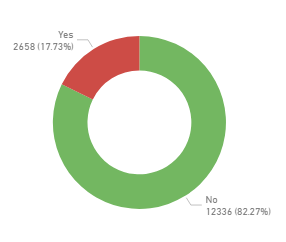 Yes
2658 (17.73%)
No
12336 (82.27%)